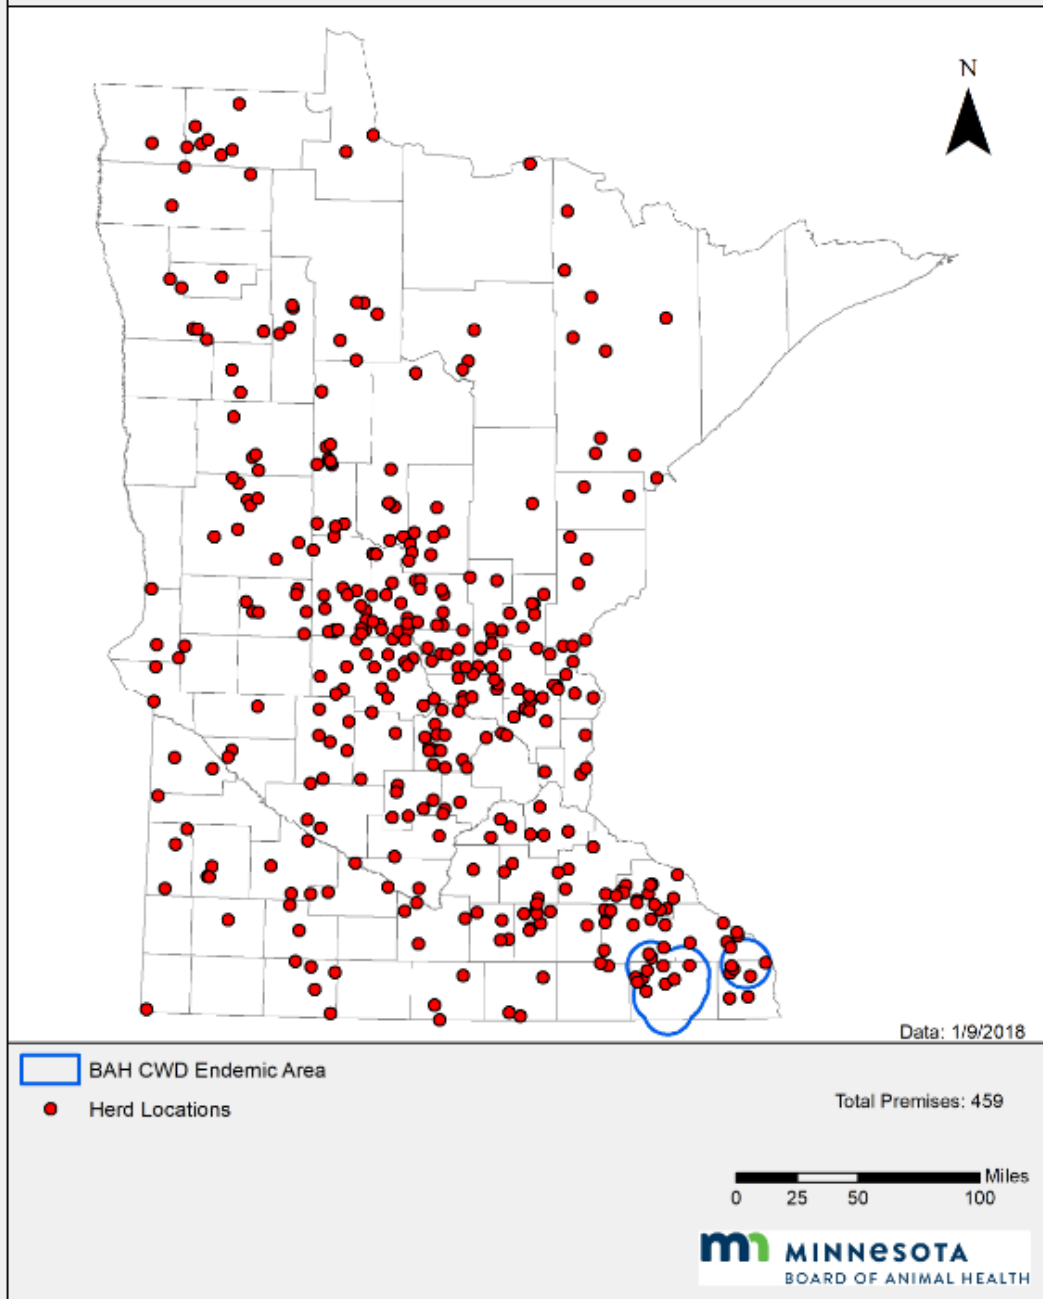 N
Data: 1/9/2018
BAH CWD Endemic Area
Herd Locations
Total Premises: 459
Miles
0 25 50 100
mn MINNESOTA
BOARD OF ANIMAL HEALTH